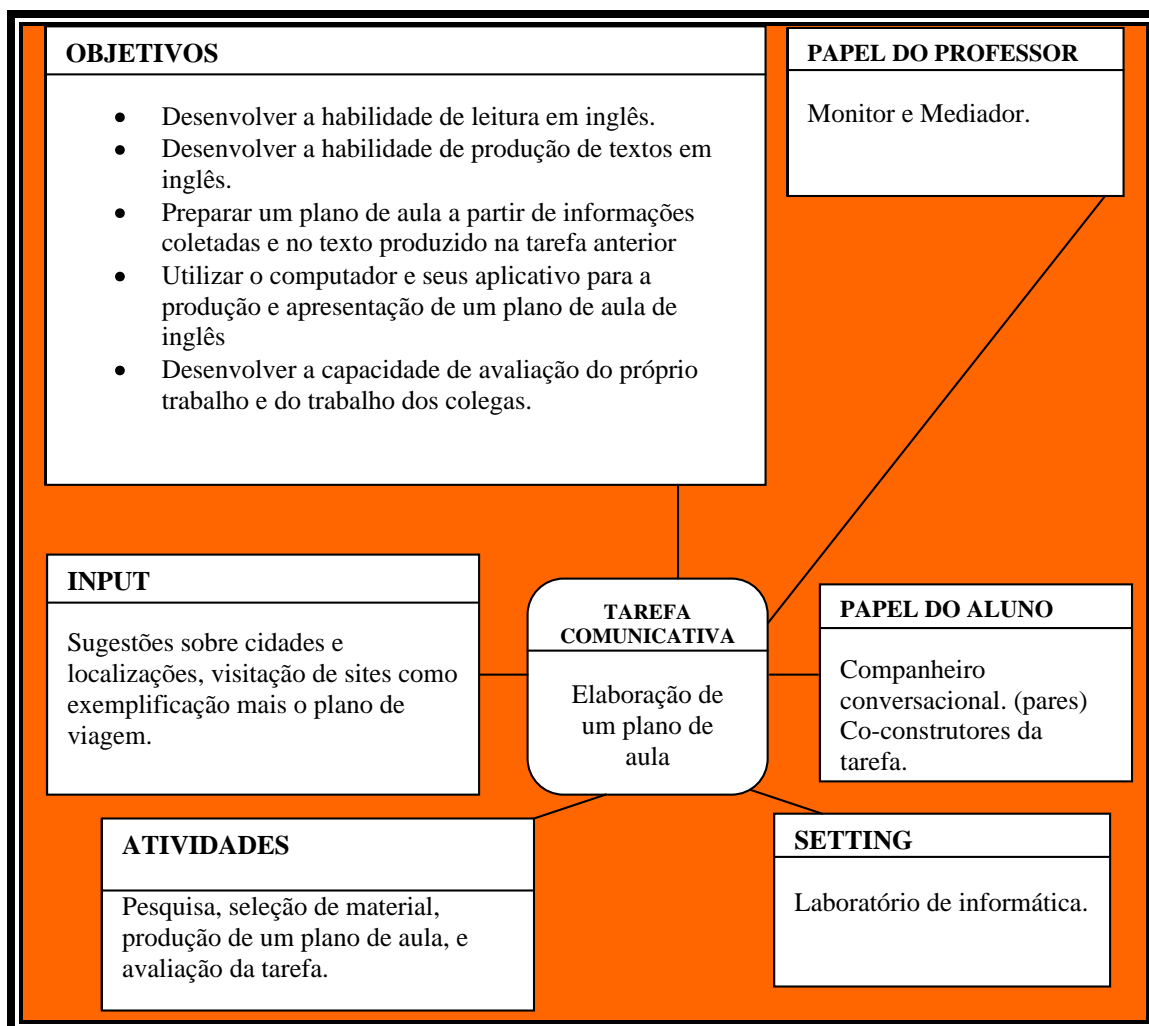 OBJETIVOS
• Desenvolver a habilidade de leitura em inglês.
• Desenvolver a habilidade de produção de textos em
inglês.
• Preparar um plano de aula a partir de informações
coletadas e no texto produzido na tarefa anterior
• Utilizar o computador e seus aplicativo para a
produção e apresentação de um plano de aula de
inglês
• Desenvolver a capacidade de avaliação do próprio
trabalho e do trabalho dos colegas.
PAPEL DO PROFESSOR
Monitor e Mediador.
INPUT
Sugestões sobre cidades e
localizações, visitação de sites como
exemplificação mais o plano de
viagem.
TAREFA
COMUNICATIVA
Elaboração de
um plano de
aula
PAPEL DO ALUNO
Companheiro
conversacional. (pares)
Co-construtores da
tarefa.
ATIVIDADES
Pesquisa, seleção de material,
produção de um plano de aula, e
avaliação da tarefa.
SETTING
Laboratório de informática.